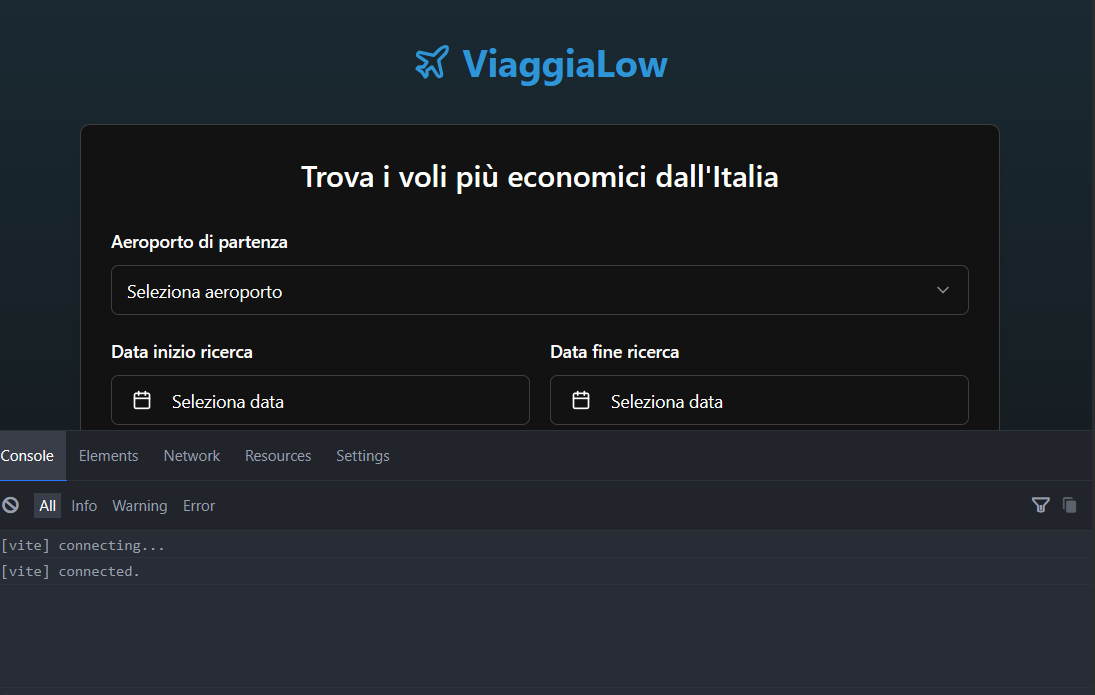 ViaggiaLow
Trova i voli più economici dall'Italia
Aeroporto di partenza
Seleziona aeroporto
Data inizio ricerca
Data fine ricerca
Seleziona data
Seleziona data
Console Elements Network Resources Settings
All Info Warning Error
[vite] connecting...
[vite] connected.